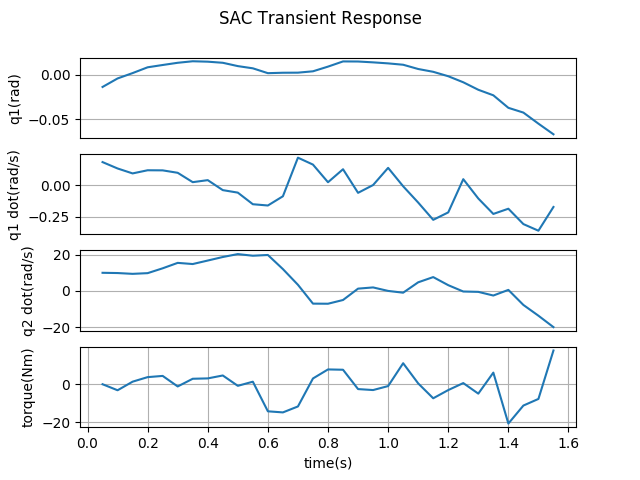 SAC Transient Response
q1(rad)
0.00
−0.05
q1 dot(rad/s)
0.00
−0.25
q2 dot(rad/s)
20
0
−20
torque(Nm)
0
−20
0.0 0.2 0.4 0.6 0.8 1.0 1.2 1.4 1.6
time(s)